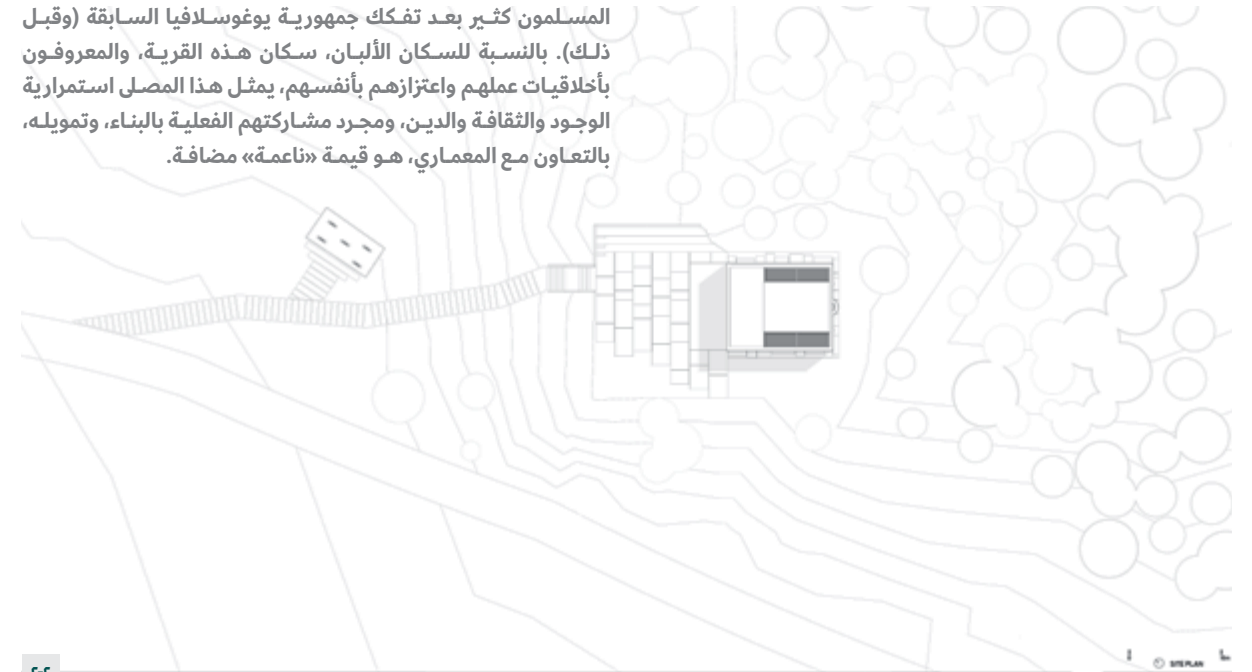 المسلمون كثير بعد تفكك جمهورية يوغوسلافيا السابقة (وقبل
ذلك). بالنسبة للسكان الألبان، سكان هذه القرية، والمعروفون
بأخلاقيات عملهم واعتزازهم بأنفسهم، يمثل هذا المصلى استمرارية
الوجود والثقافة والدين، ومجرد مشاركتهم الفعلية بالبناء، وتمويله،
بالتعاون مع المعماري، هو قيمة «ناعمة» مضافة.
SITE PLAN